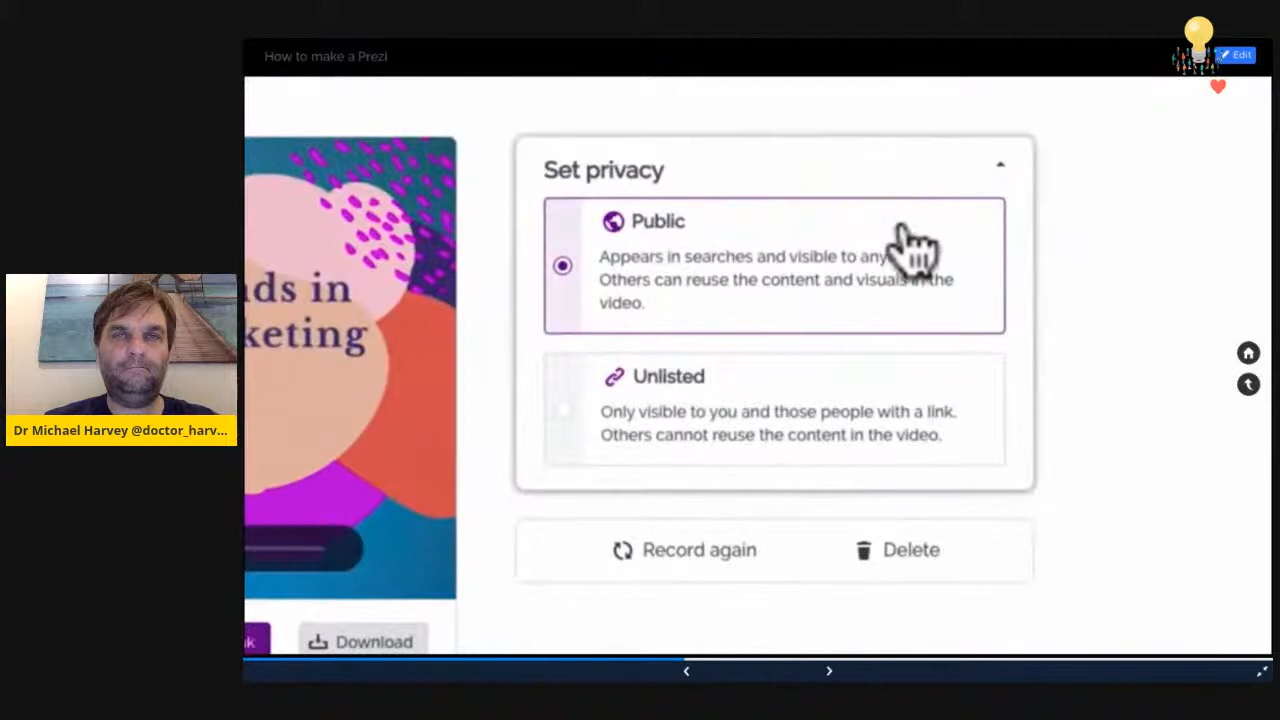 How to make a Prezi
Edit
Set privacy
Public
Appears in searches and visible to any
Others can reuse the content and visuals in the
video.
Unlisted
Only visible to you and those people with a link.
Others cannot reuse the content in the video.
Record again
Delete
ds in
keting
Download
Dr Michael Harvey @doctor_harv...